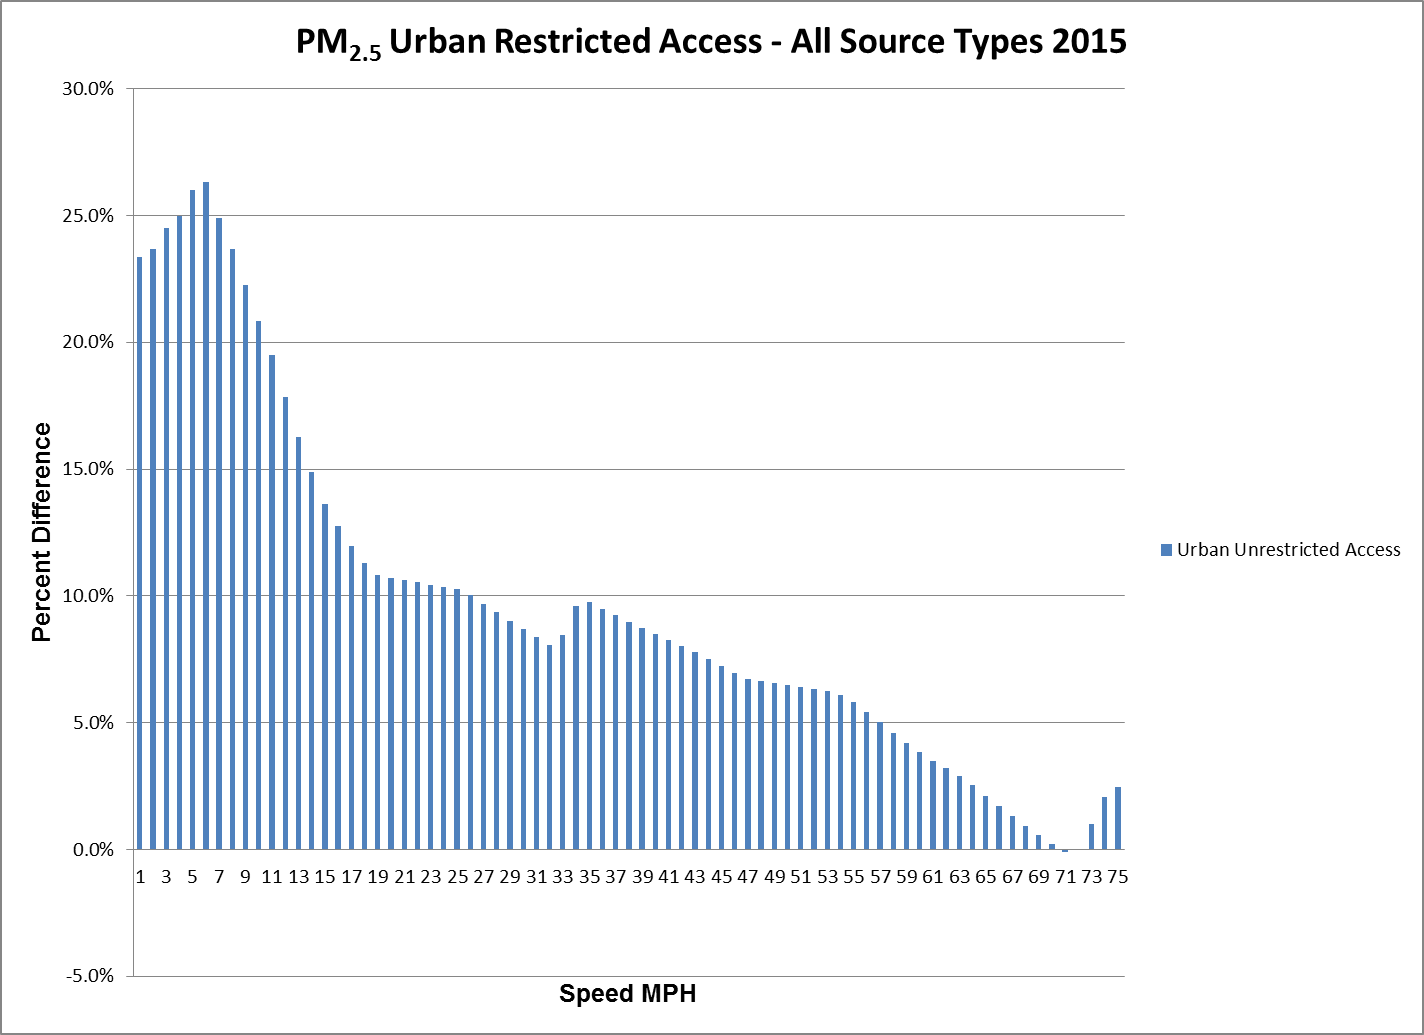 PM2.5 Urban Restricted Access - All Source Types 2015
30.0%
25.0%
20.0%
15.0%
10.0%
5.0%
0.0%
-5.0%
Percent Difference
1 3 5 7 9 11 13 15 17 19 21 23 25 27 29 31 33 35 37 39 41 43 45 47 49 51 53 55 57 59 61 63 65 67 69 71 73 75
Speed MPH
Urban Unrestricted Access